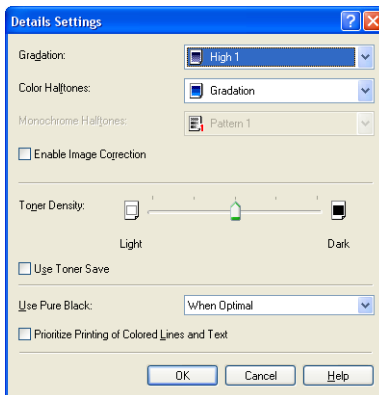 Details Settings
Gradation: High 1
Color Halftones: Gradation
Monochrome Halftones: Pattern 1
Enable Image Correction
Toner Density:
Light Dark
Use Toner Save
Use Pure Black: When Optimal
Prioritize Printing of Colored Lines and Text
OK Cancel Help